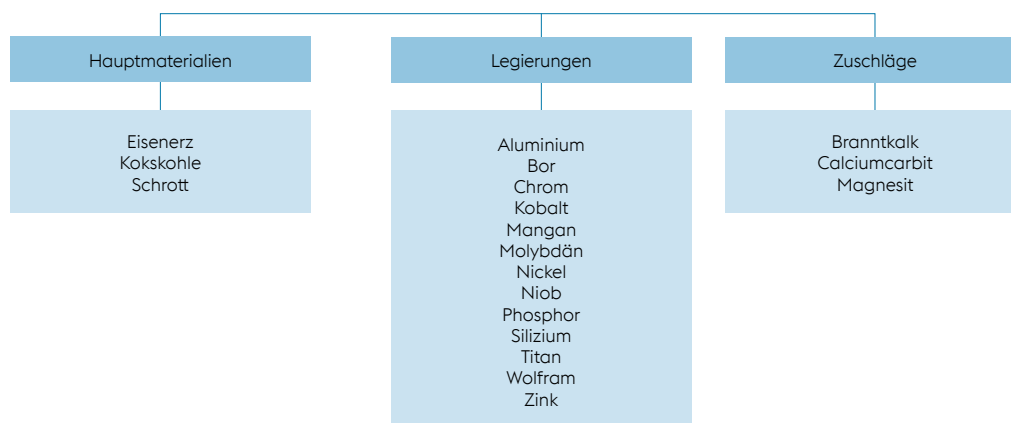 Hauptmaterialien
Eisenerz
Kokskohle
Schrott
Legierungen
Aluminium
Bor
Chrom
Kobalt
Mangan
Molybdän
Nickel
Niob
Phosphor
Silizium
Titan
Wolfram
Zink
Zuschläge
Branntkalk
Calciumcarbit
Magnesit